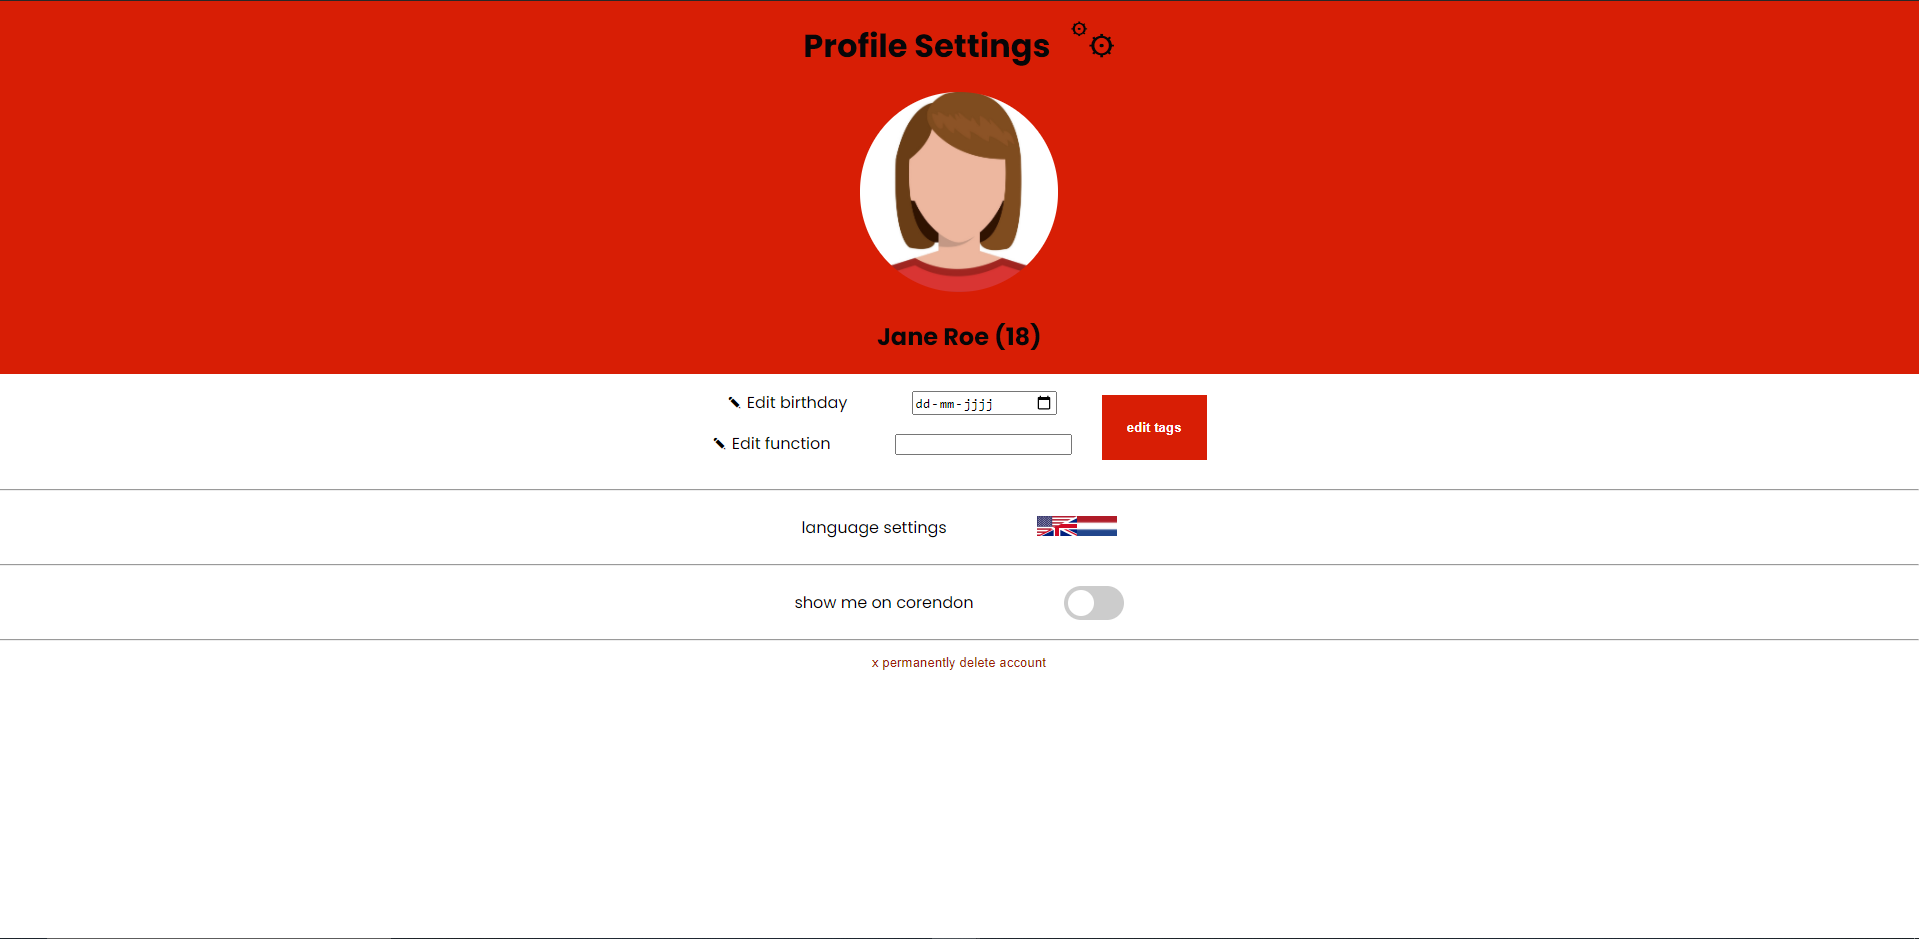 Profile Settings
Jane Roe (18)
Edit birthday dd-mm-jjjj
Edit function
edit tags
language settings
show me on corendon
x permanently delete account